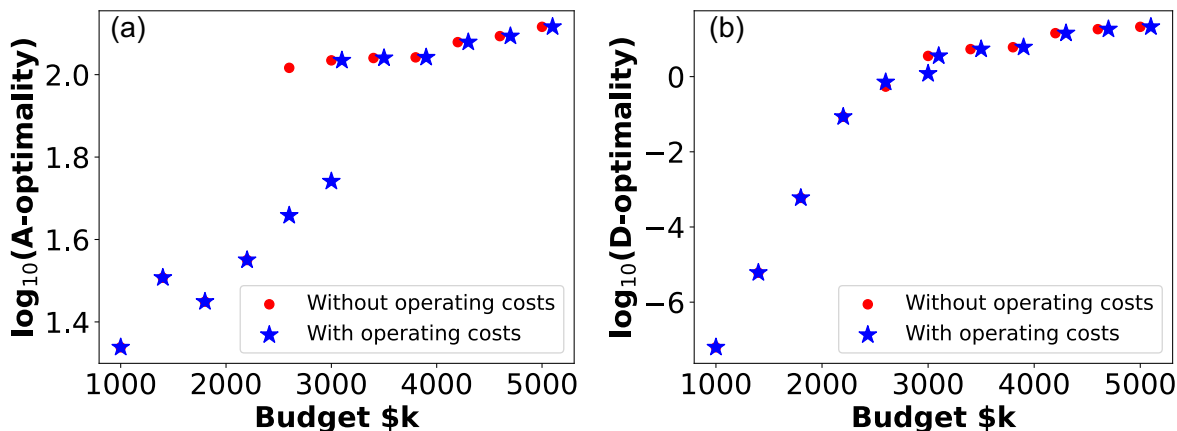 (a)
log₁₀(A-optimality)
2.0
1.8
1.6
1.4
Without operating costs
With operating costs
1000 2000 3000 4000 5000
Budget $k
(b)
log₁₀(D-optimality)
0
−2
−4
−6
Without operating costs
With operating costs
1000 2000 3000 4000 5000
Budget $k